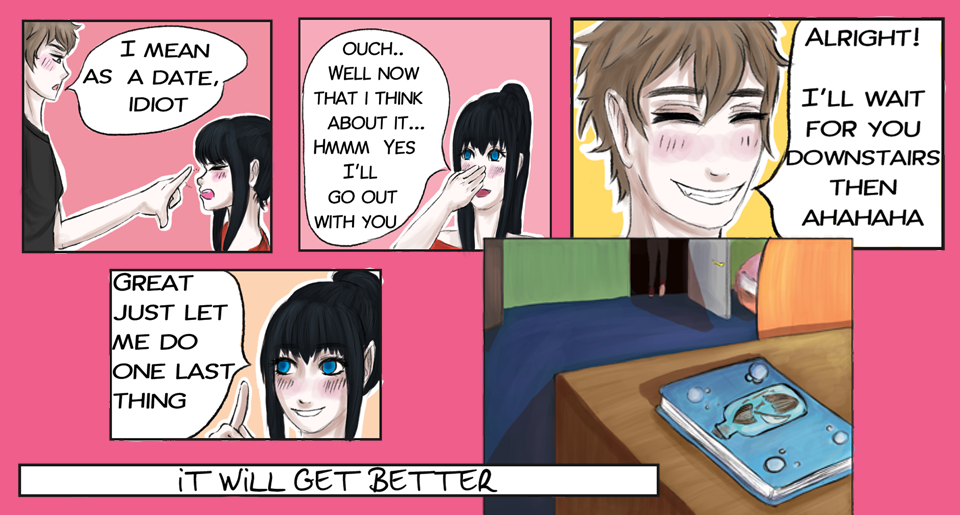 I MEAN
AS A DATE,
IDIOT
OUCH..
WELL NOW
THAT I THINK
ABOUT IT...
HMMM YES
I'LL
GO OUT
WITH YOU
ALRIGHT!
I'LL WAIT
FOR YOU
DOWNSTAIRS
THEN
AHAHAHA
GREAT
JUST LET
ME DO
ONE LAST
THING
iT WiLL GET BETTER